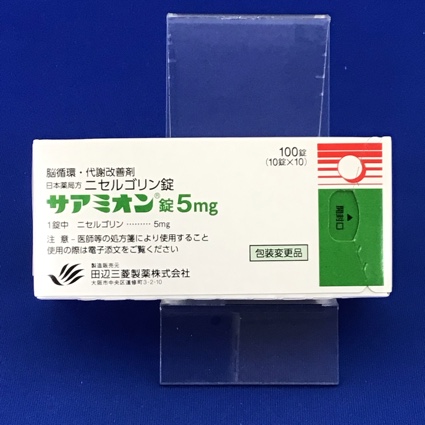 100錠
(10錠×10)
脳循環・代謝改善剤
日本薬局方 ニセルゴリン錠
サアミオン®錠5mg
1錠中 ニセルゴリン………5mg
注 意-医師等の処方箋により使用すること
使用の際は電子添文をご覧ください
包装変更品
製造販売元
田辺三菱製薬株式会社
大阪市中央区道修町3-2-10
開封口